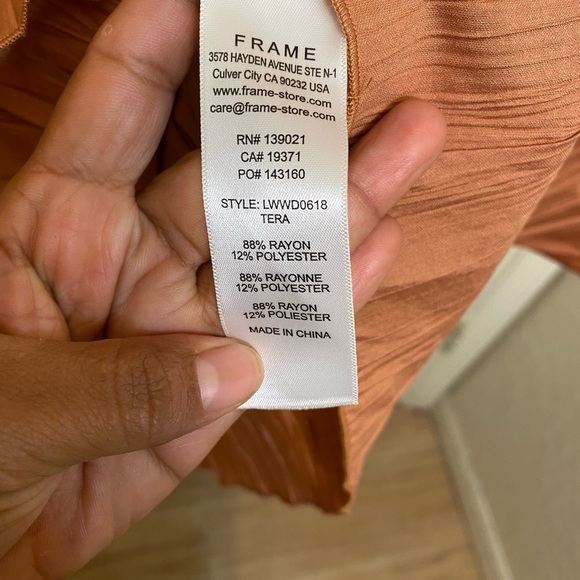 FRAME
3578 HAYDEN AVENUE STE N-1
Culver City CA 90232 USA
www.frame-store.com
care@frame-store.com
RN# 139021
CA# 19371
PO# 143160
STYLE: LWWD0618
TERA
88% RAYON
12% POLYESTER
88% RAYONNE
12% POLYESTER
88% RAYON
12% POLIESTER
MADE IN CHINA